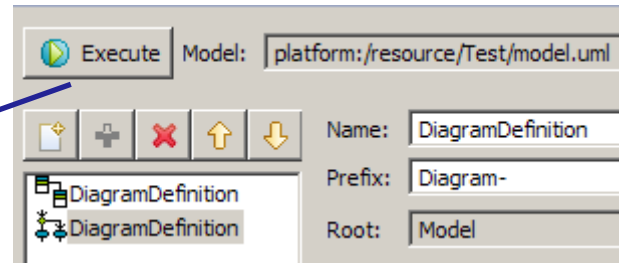 Execute Model: platform:/resource/Test/model.uml
Name: DiagramDefinition
Prefix: Diagram-
DiagramDefinition
DiagramDefinition
Root: Model